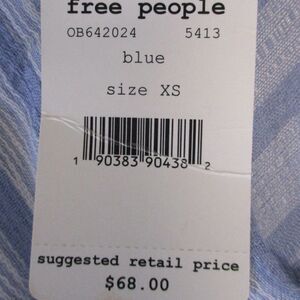 free people
OB642024 5413
blue
size XS
1 90383 90438 2
suggested retail price
$68.00